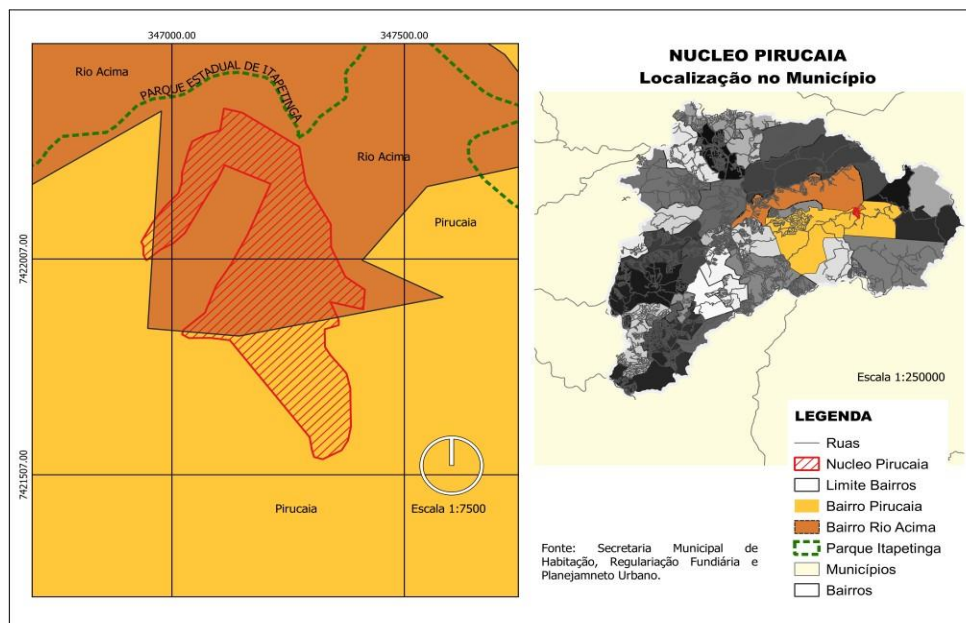 347000.00
347500.00
Rio Acima
PARQUE ESTADUAL DE ITAPETINGA
Rio Acima
Pirucaia
7422007.00
7421507.00
Pirucaia
Escala 1:7500
NUCLEO PIRUCAIA
Localização no Município
Escala 1:250000
LEGENDA
Ruas
Nucleo Pirucaia
Limite Bairros
Bairro Pirucaia
Bairro Rio Acima
Parque Itapetinga
Municípios
Bairros
Fonte: Secretaria Municipal de
Habitação, Regulariação Fundiária e
Planejamneto Urbano.